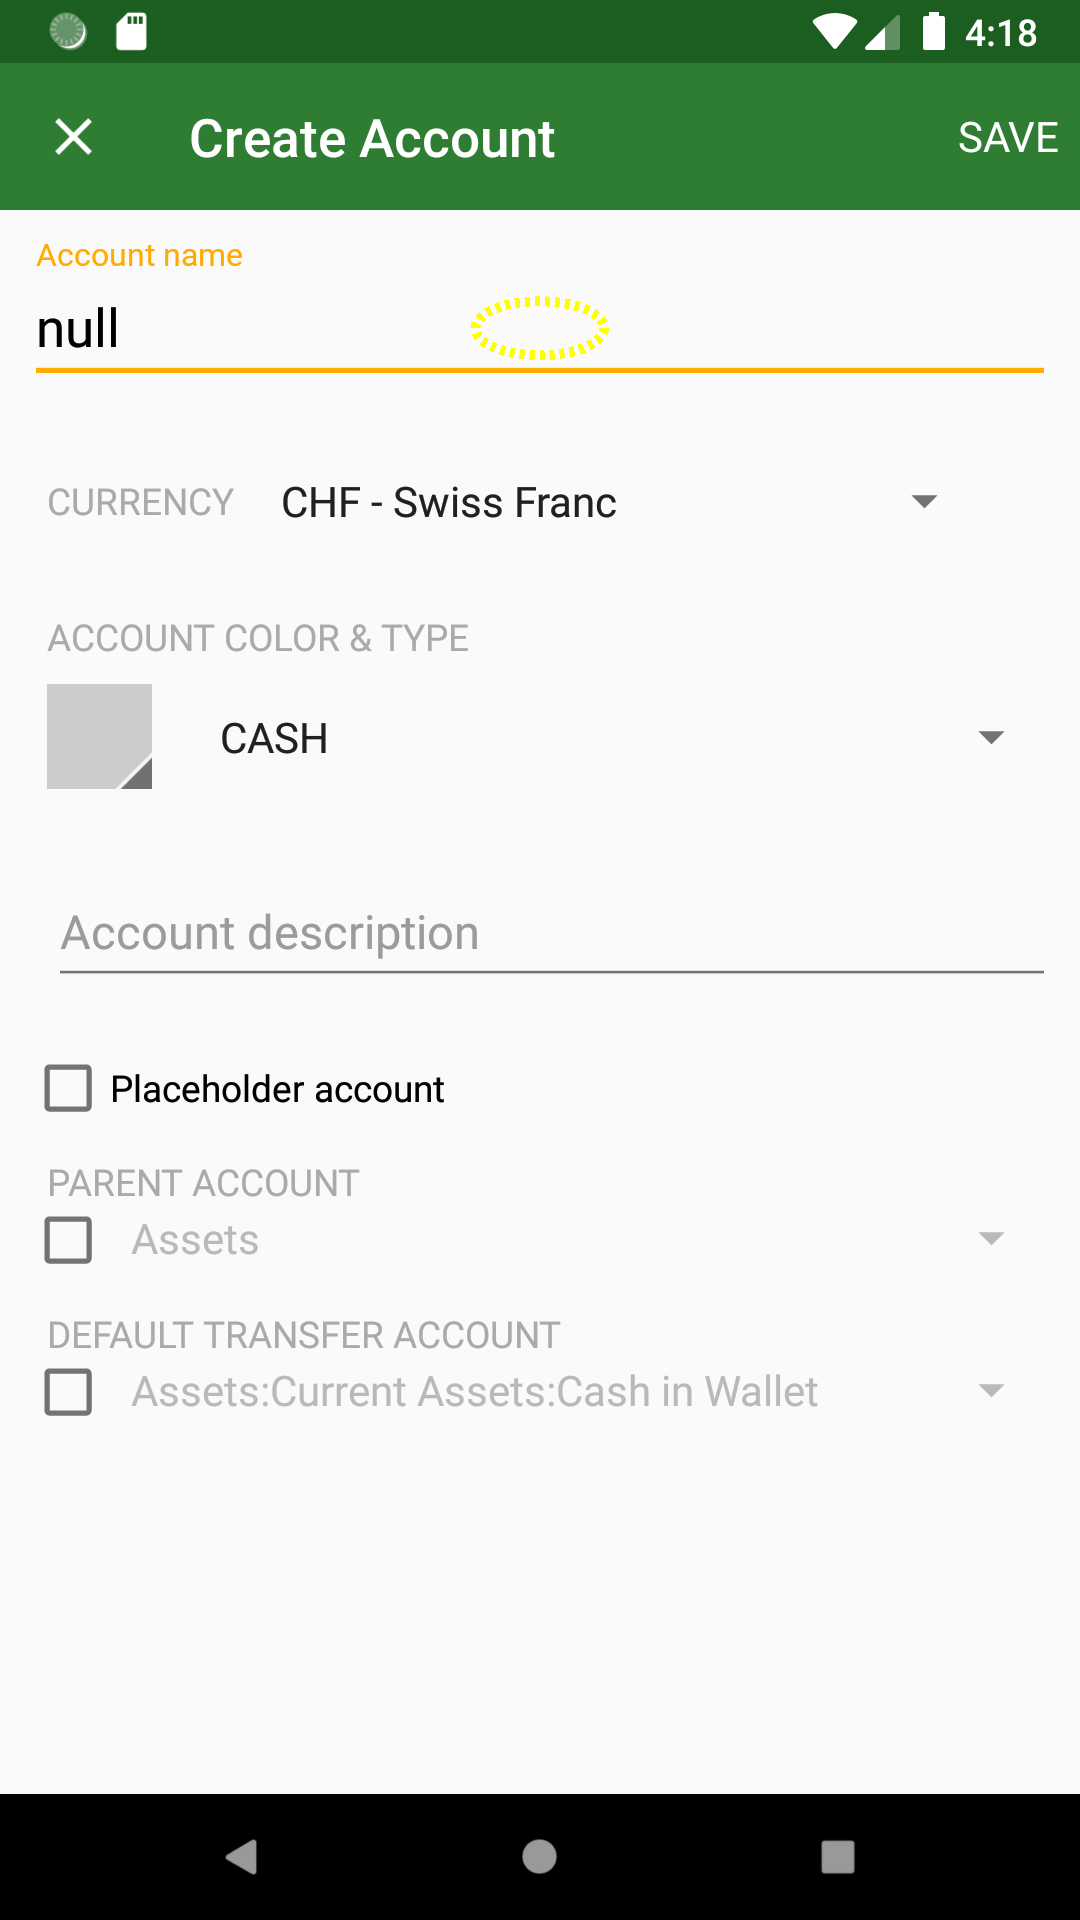 4:18
Create Account
SAVE
Account name
null
CURRENCY CHF - Swiss Franc
ACCOUNT COLOR & TYPE
CASH
Account description
Placeholder account
PARENT ACCOUNT
Assets
DEFAULT TRANSFER ACCOUNT
Assets:Current Assets:Cash in Wallet